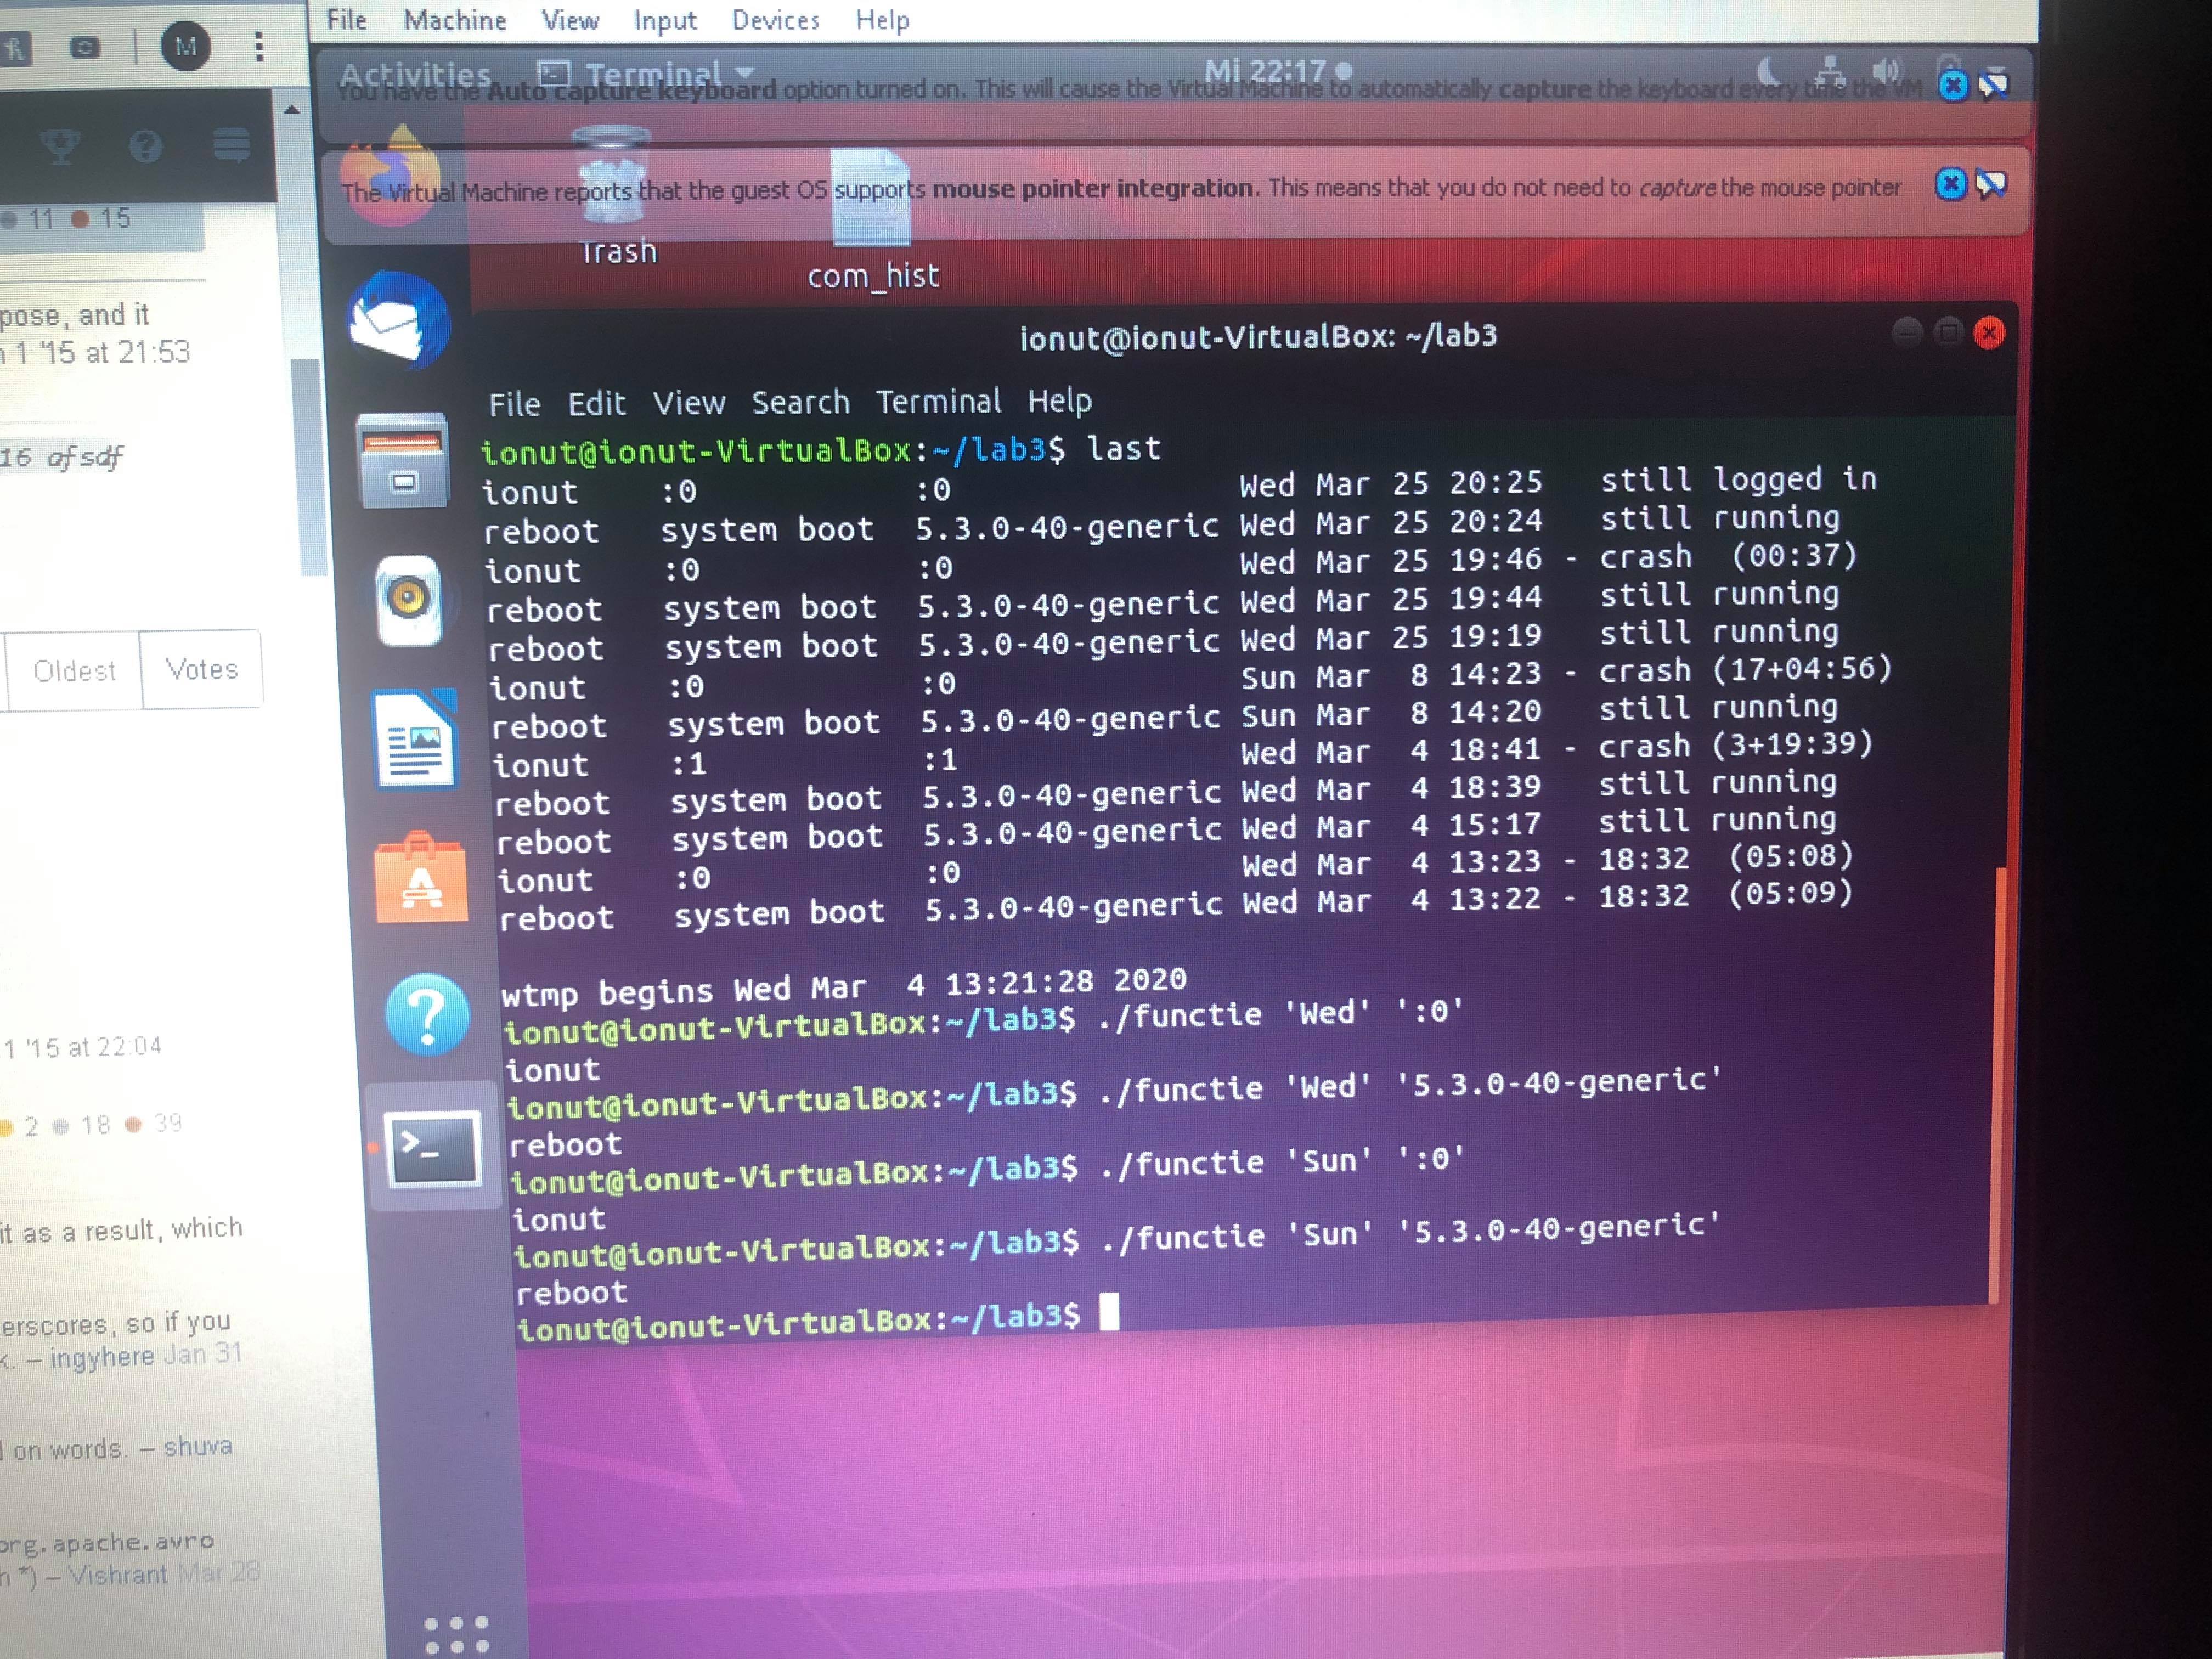 File Machine View Input Devices Help
M
Activities Terminal Mi 22:17
You have the Auto capture keyboard option turned on. This will cause the Virtual Machine to automatically capture the keyboard every time the VM
The Virtual Machine reports that the guest OS supports mouse pointer integration. This means that you do not need to capture the mouse pointer
Trash
com_hist
11 15
pose, and it
1 '15 at 21:53
16 of sdf
Oldest Votes
1 '15 at 22:04
2 18 39
it as a result, which
erscores, so if you
. – ingyhere Jan 31
on words. – shuva
org.apache.avro
*) – Vishrant Mar 28
ionut@ionut-VirtualBox: ~/lab3
File Edit View Search Terminal Help
ionut@ionut-VirtualBox:~/lab3$ last
ionut :0 :0 Wed Mar 25 20:25 still logged in
reboot system boot 5.3.0-40-generic Wed Mar 25 20:24 still running
ionut :0 :0 Wed Mar 25 19:46 - crash (00:37)
reboot system boot 5.3.0-40-generic Wed Mar 25 19:44 still running
reboot system boot 5.3.0-40-generic Wed Mar 25 19:19 still running
ionut :0 :0 Sun Mar 8 14:23 - crash (17+04:56)
reboot system boot 5.3.0-40-generic Sun Mar 8 14:20 still running
ionut :1 :1 Wed Mar 4 18:41 - crash (3+19:39)
reboot system boot 5.3.0-40-generic Wed Mar 4 18:39 still running
reboot system boot 5.3.0-40-generic Wed Mar 4 15:17 still running
ionut :0 :0 Wed Mar 4 13:23 - 18:32 (05:08)
reboot system boot 5.3.0-40-generic Wed Mar 4 13:22 - 18:32 (05:09)
wtmp begins Wed Mar 4 13:21:28 2020
ionut@ionut-VirtualBox:~/lab3$ ./functie 'Wed' ':0'
ionut
ionut@ionut-VirtualBox:~/lab3$ ./functie 'Wed' '5.3.0-40-generic'
reboot
ionut@ionut-VirtualBox:~/lab3$ ./functie 'Sun' ':0'
ionut
ionut@ionut-VirtualBox:~/lab3$ ./functie 'Sun' '5.3.0-40-generic'
reboot
ionut@ionut-VirtualBox:~/lab3$